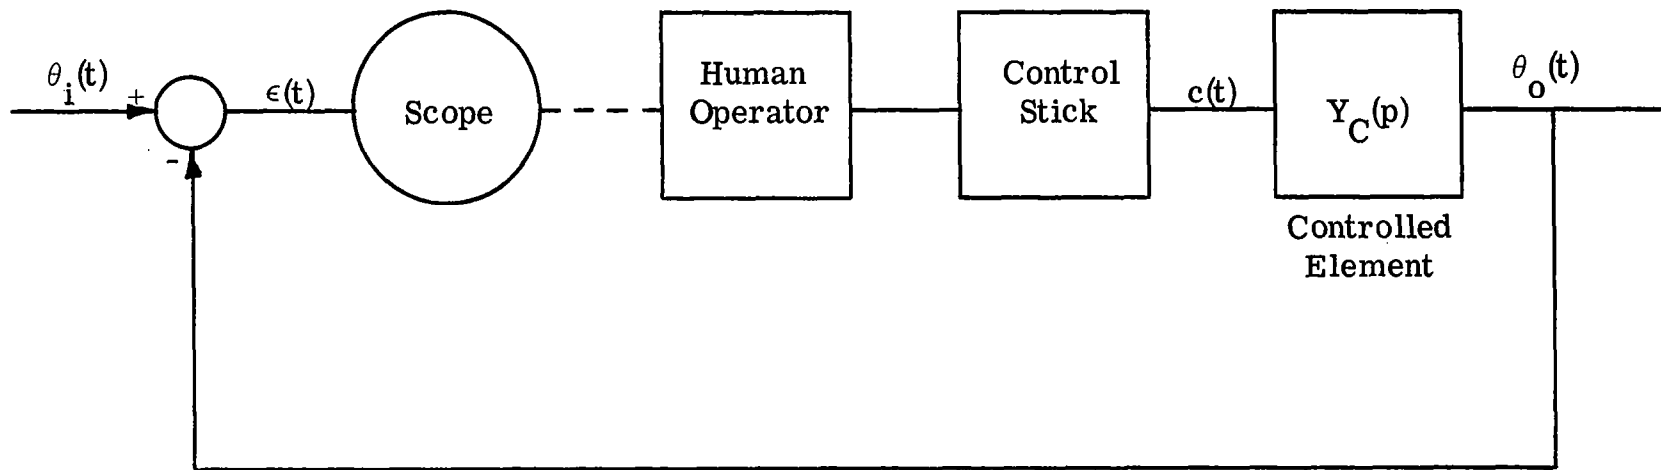 θi(t)
+
-
ϵ(t)
Scope
Human
Operator
Control
Stick
c(t)
YC(p)
Controlled
Element
θo(t)